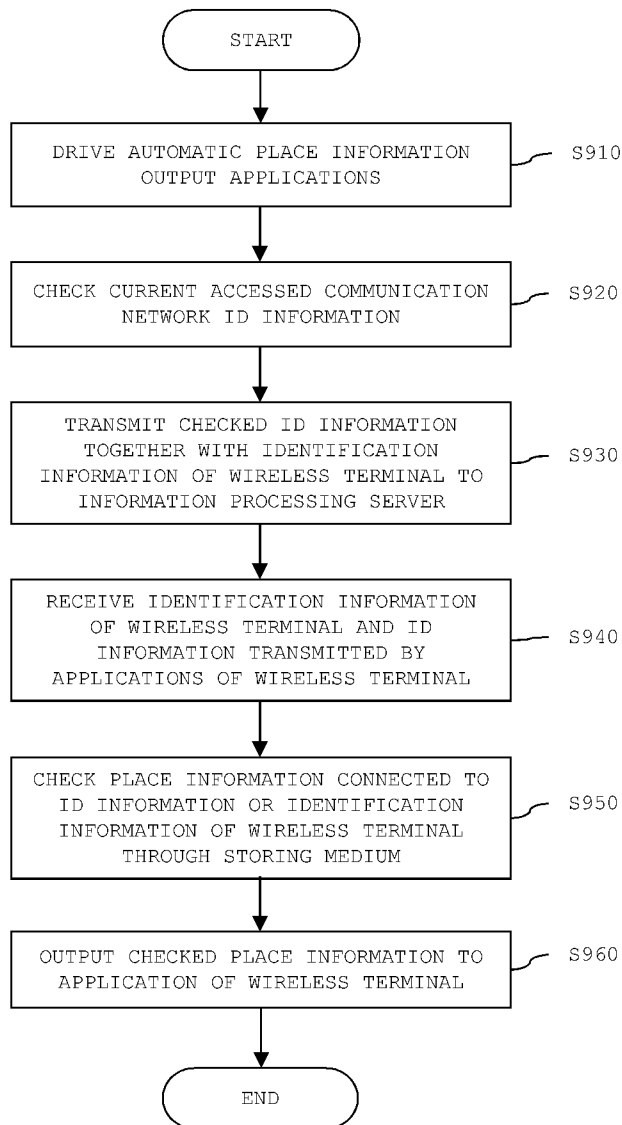 START
DRIVE AUTOMATIC PLACE INFORMATION
OUTPUT APPLICATIONS
S910
CHECK CURRENT ACCESSED COMMUNICATION
NETWORK ID INFORMATION
S920
TRANSMIT CHECKED ID INFORMATION
TOGETHER WITH IDENTIFICATION
INFORMATION OF WIRELESS TERMINAL TO
INFORMATION PROCESSING SERVER
S930
RECEIVE IDENTIFICATION INFORMATION
OF WIRELESS TERMINAL AND ID
INFORMATION TRANSMITTED BY
APPLICATIONS OF WIRELESS TERMINAL
S940
CHECK PLACE INFORMATION CONNECTED TO
ID INFORMATION OR IDENTIFICATION
INFORMATION OF WIRELESS TERMINAL
THROUGH STORING MEDIUM
S950
OUTPUT CHECKED PLACE INFORMATION TO
APPLICATION OF WIRELESS TERMINAL
S960
END